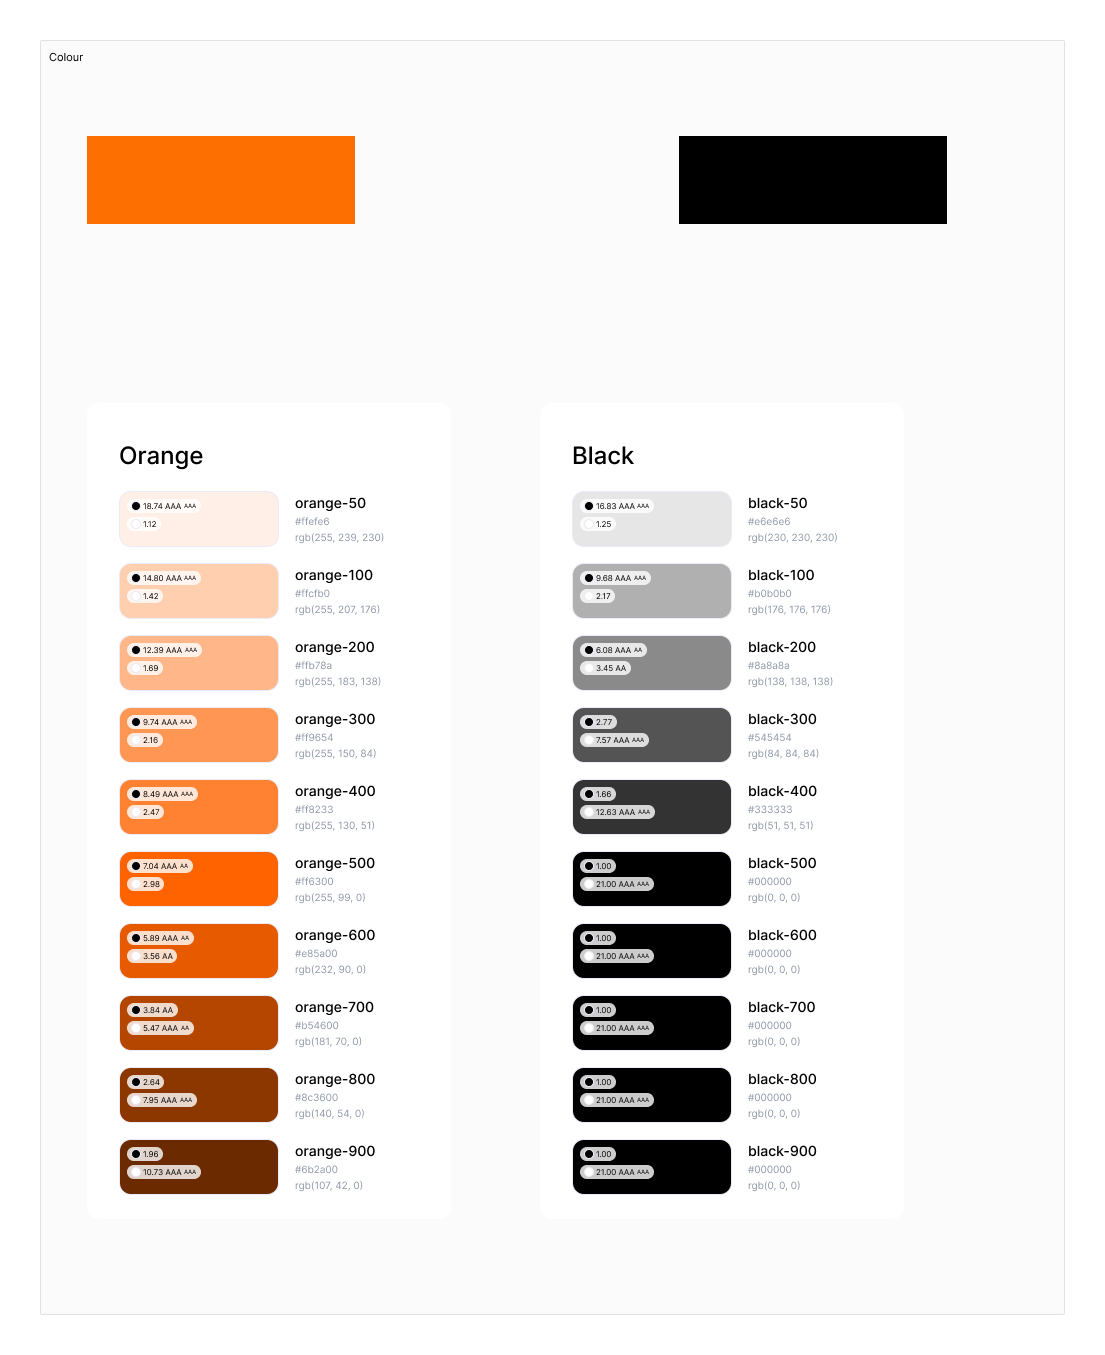 Colour
Orange
18.74 AAA AAA
1.12
orange-50
#ffefe6
rgb(255, 239, 230)
14.80 AAA AAA
1.42
orange-100
#ffcfb0
rgb(255, 207, 176)
12.39 AAA AAA
1.69
orange-200
#ffb78a
rgb(255, 183, 138)
9.74 AAA AAA
2.16
orange-300
#ff9654
rgb(255, 150, 84)
8.49 AAA AAA
2.47
orange-400
#ff8233
rgb(255, 130, 51)
7.04 AAA AA
2.98
orange-500
#ff6300
rgb(255, 99, 0)
5.89 AAA AA
3.56 AA
orange-600
#e85a00
rgb(232, 90, 0)
3.84 AA
5.47 AAA AA
orange-700
#b54600
rgb(181, 70, 0)
2.64
7.95 AAA AAA
orange-800
#8c3600
rgb(140, 54, 0)
1.96
10.73 AAA AAA
orange-900
#6b2a00
rgb(107, 42, 0)
Black
16.83 AAA AAA
1.25
black-50
#e6e6e6
rgb(230, 230, 230)
9.68 AAA AAA
2.17
black-100
#b0b0b0
rgb(176, 176, 176)
6.08 AAA AA
3.45 AA
black-200
#8a8a8a
rgb(138, 138, 138)
2.77
7.57 AAA AAA
black-300
#545454
rgb(84, 84, 84)
1.66
12.63 AAA AAA
black-400
#333333
rgb(51, 51, 51)
1.00
21.00 AAA AAA
black-500
#000000
rgb(0, 0, 0)
1.00
21.00 AAA AAA
black-600
#000000
rgb(0, 0, 0)
1.00
21.00 AAA AAA
black-700
#000000
rgb(0, 0, 0)
1.00
21.00 AAA AAA
black-800
#000000
rgb(0, 0, 0)
1.00
21.00 AAA AAA
black-900
#000000
rgb(0, 0, 0)